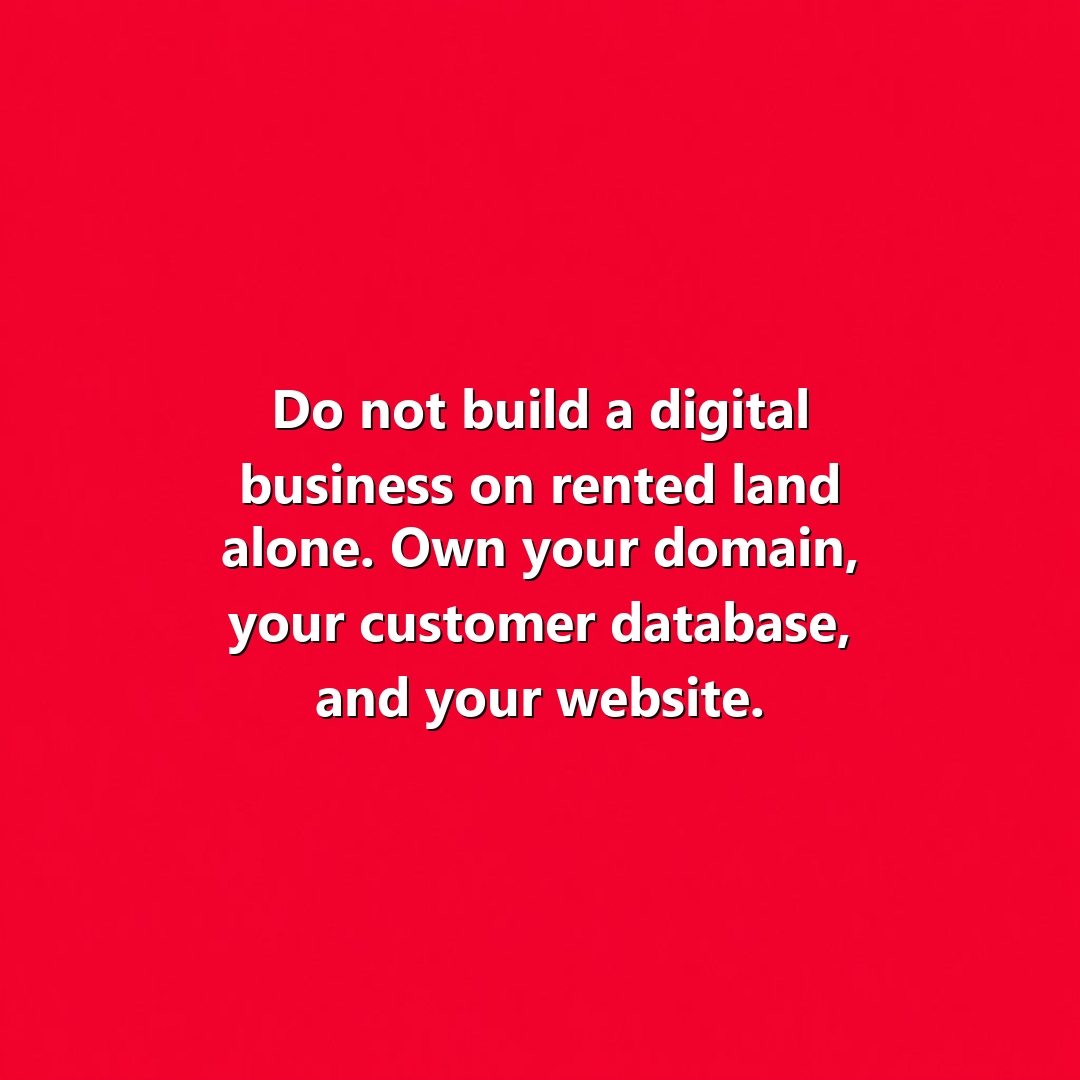 Do not build a digital
business on rented land
alone. Own your domain,
your customer database,
and your website.